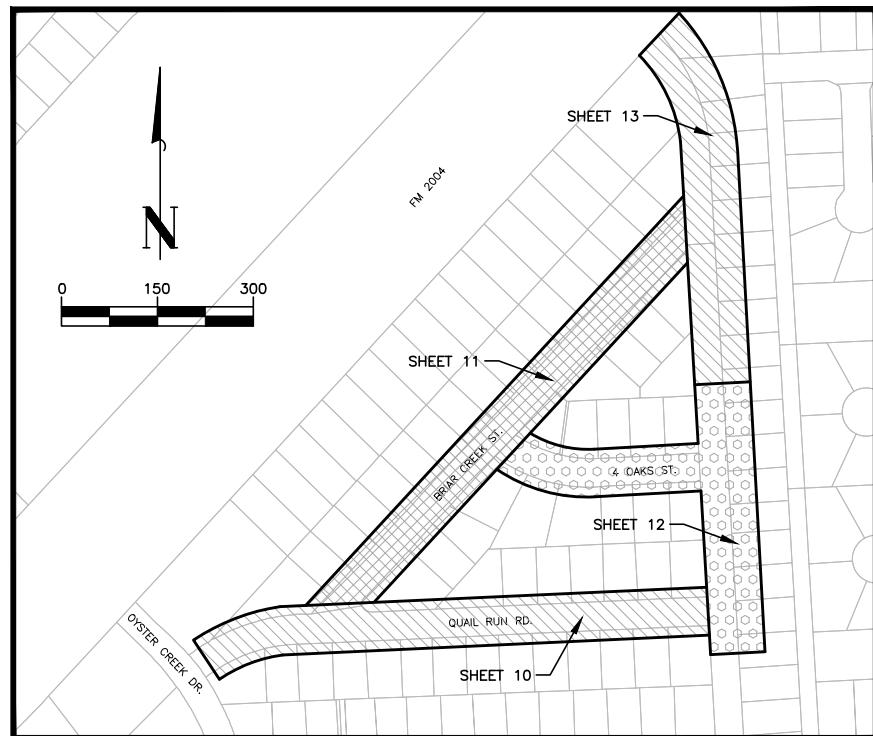 SHEET 13
FM 2004
N
0 150 300
SHEET 11
BRIAR CREEK ST.
4 OAKS ST.
SHEET 12
QUAIL RUN RD.
OYSTER CREEK DR.
SHEET 10